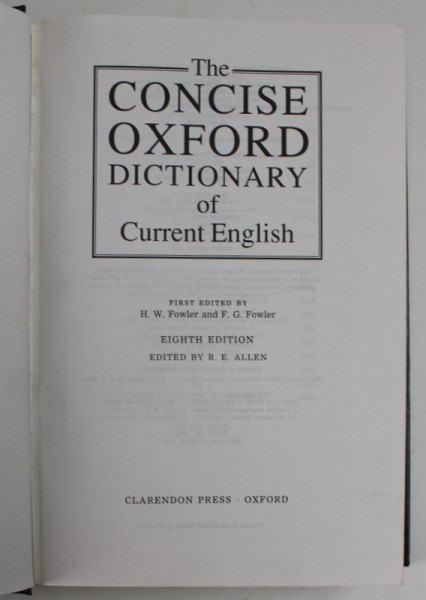 The
CONCISE
OXFORD
DICTIONARY
of
Current English
FIRST EDITED BY
H. W. Fowler and F. G. Fowler
EIGHTH EDITION
EDITED BY R. E. ALLEN
CLARENDON PRESS · OXFORD